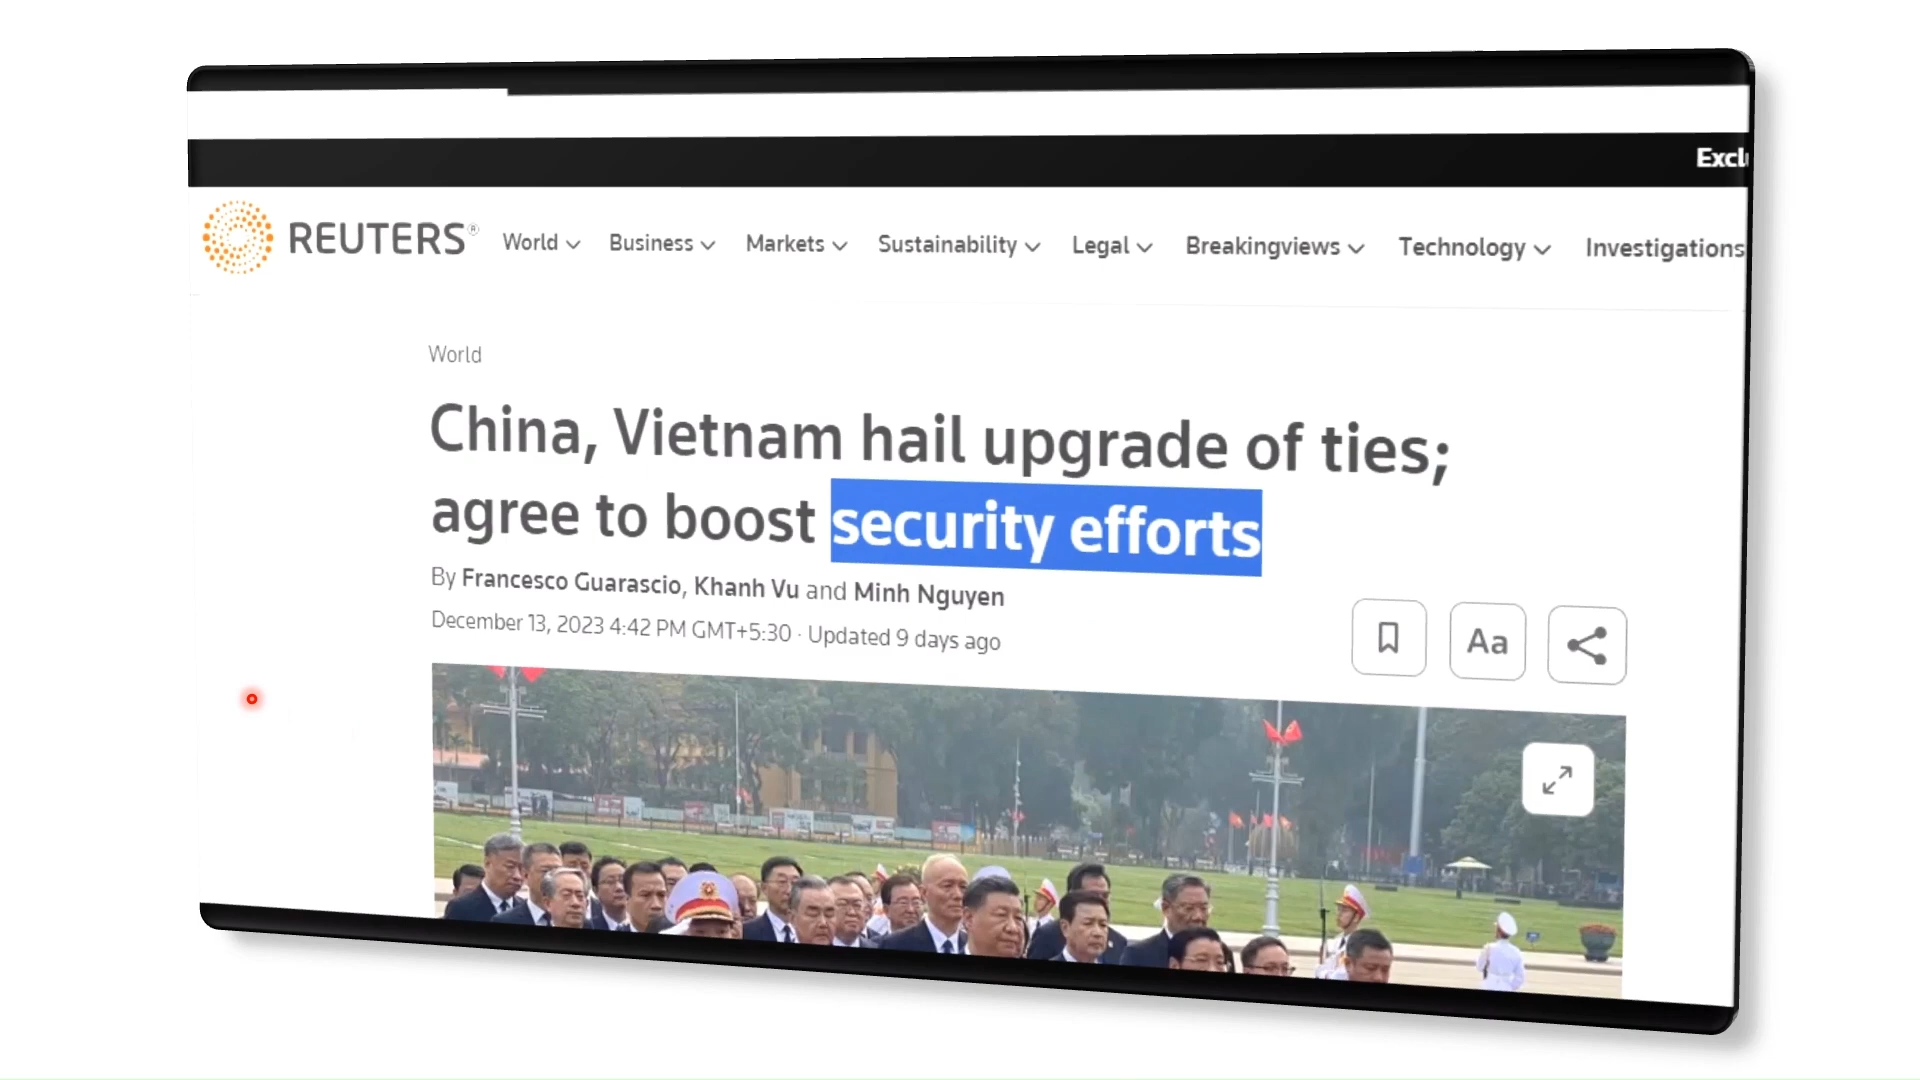 Excl
REUTERS®
World Business Markets Sustainability Legal Breakingviews Technology Investigations
World
China, Vietnam hail upgrade of ties;
agree to boost security efforts
By Francesco Guarascio, Khanh Vu and Minh Nguyen
December 13, 2023 4:42 PM GMT+5:30 · Updated 9 days ago
Aa